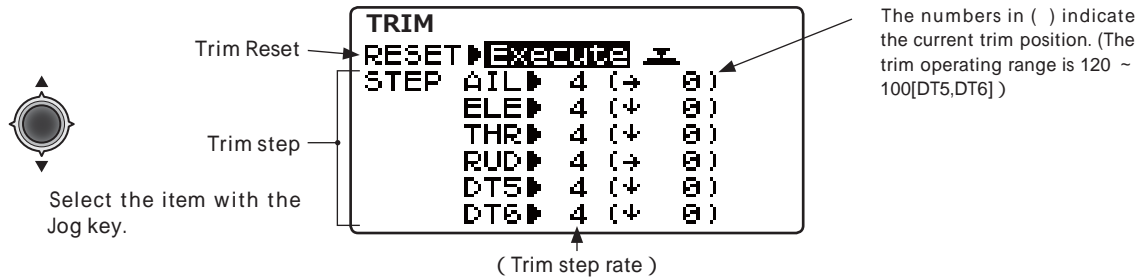 TRIM
Trim Reset
RESET Execute
STEP AIL 4 (→ 0)
ELE 4 (↓ 0)
THR 4 (↓ 0)
RUD 4 (→ 0)
DT5 4 (↓ 0)
DT6 4 (↓ 0)
Trim step
Select the item with the
Jog key.
( Trim step rate )
The numbers in ( ) indicate
the current trim position. (The
trim operating range is 120 ~
100[DT5,DT6] )